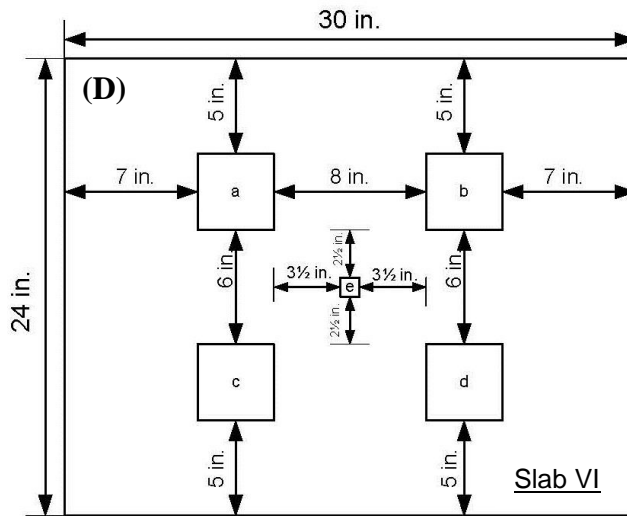 30 in.
(D)
5 in.
5 in.
7 in.
a
8 in.
b
7 in.
24 in.
6 in.
2½ in.
6 in.
3½ in.
e
3½ in.
2½ in.
c
d
5 in.
5 in.
Slab VI